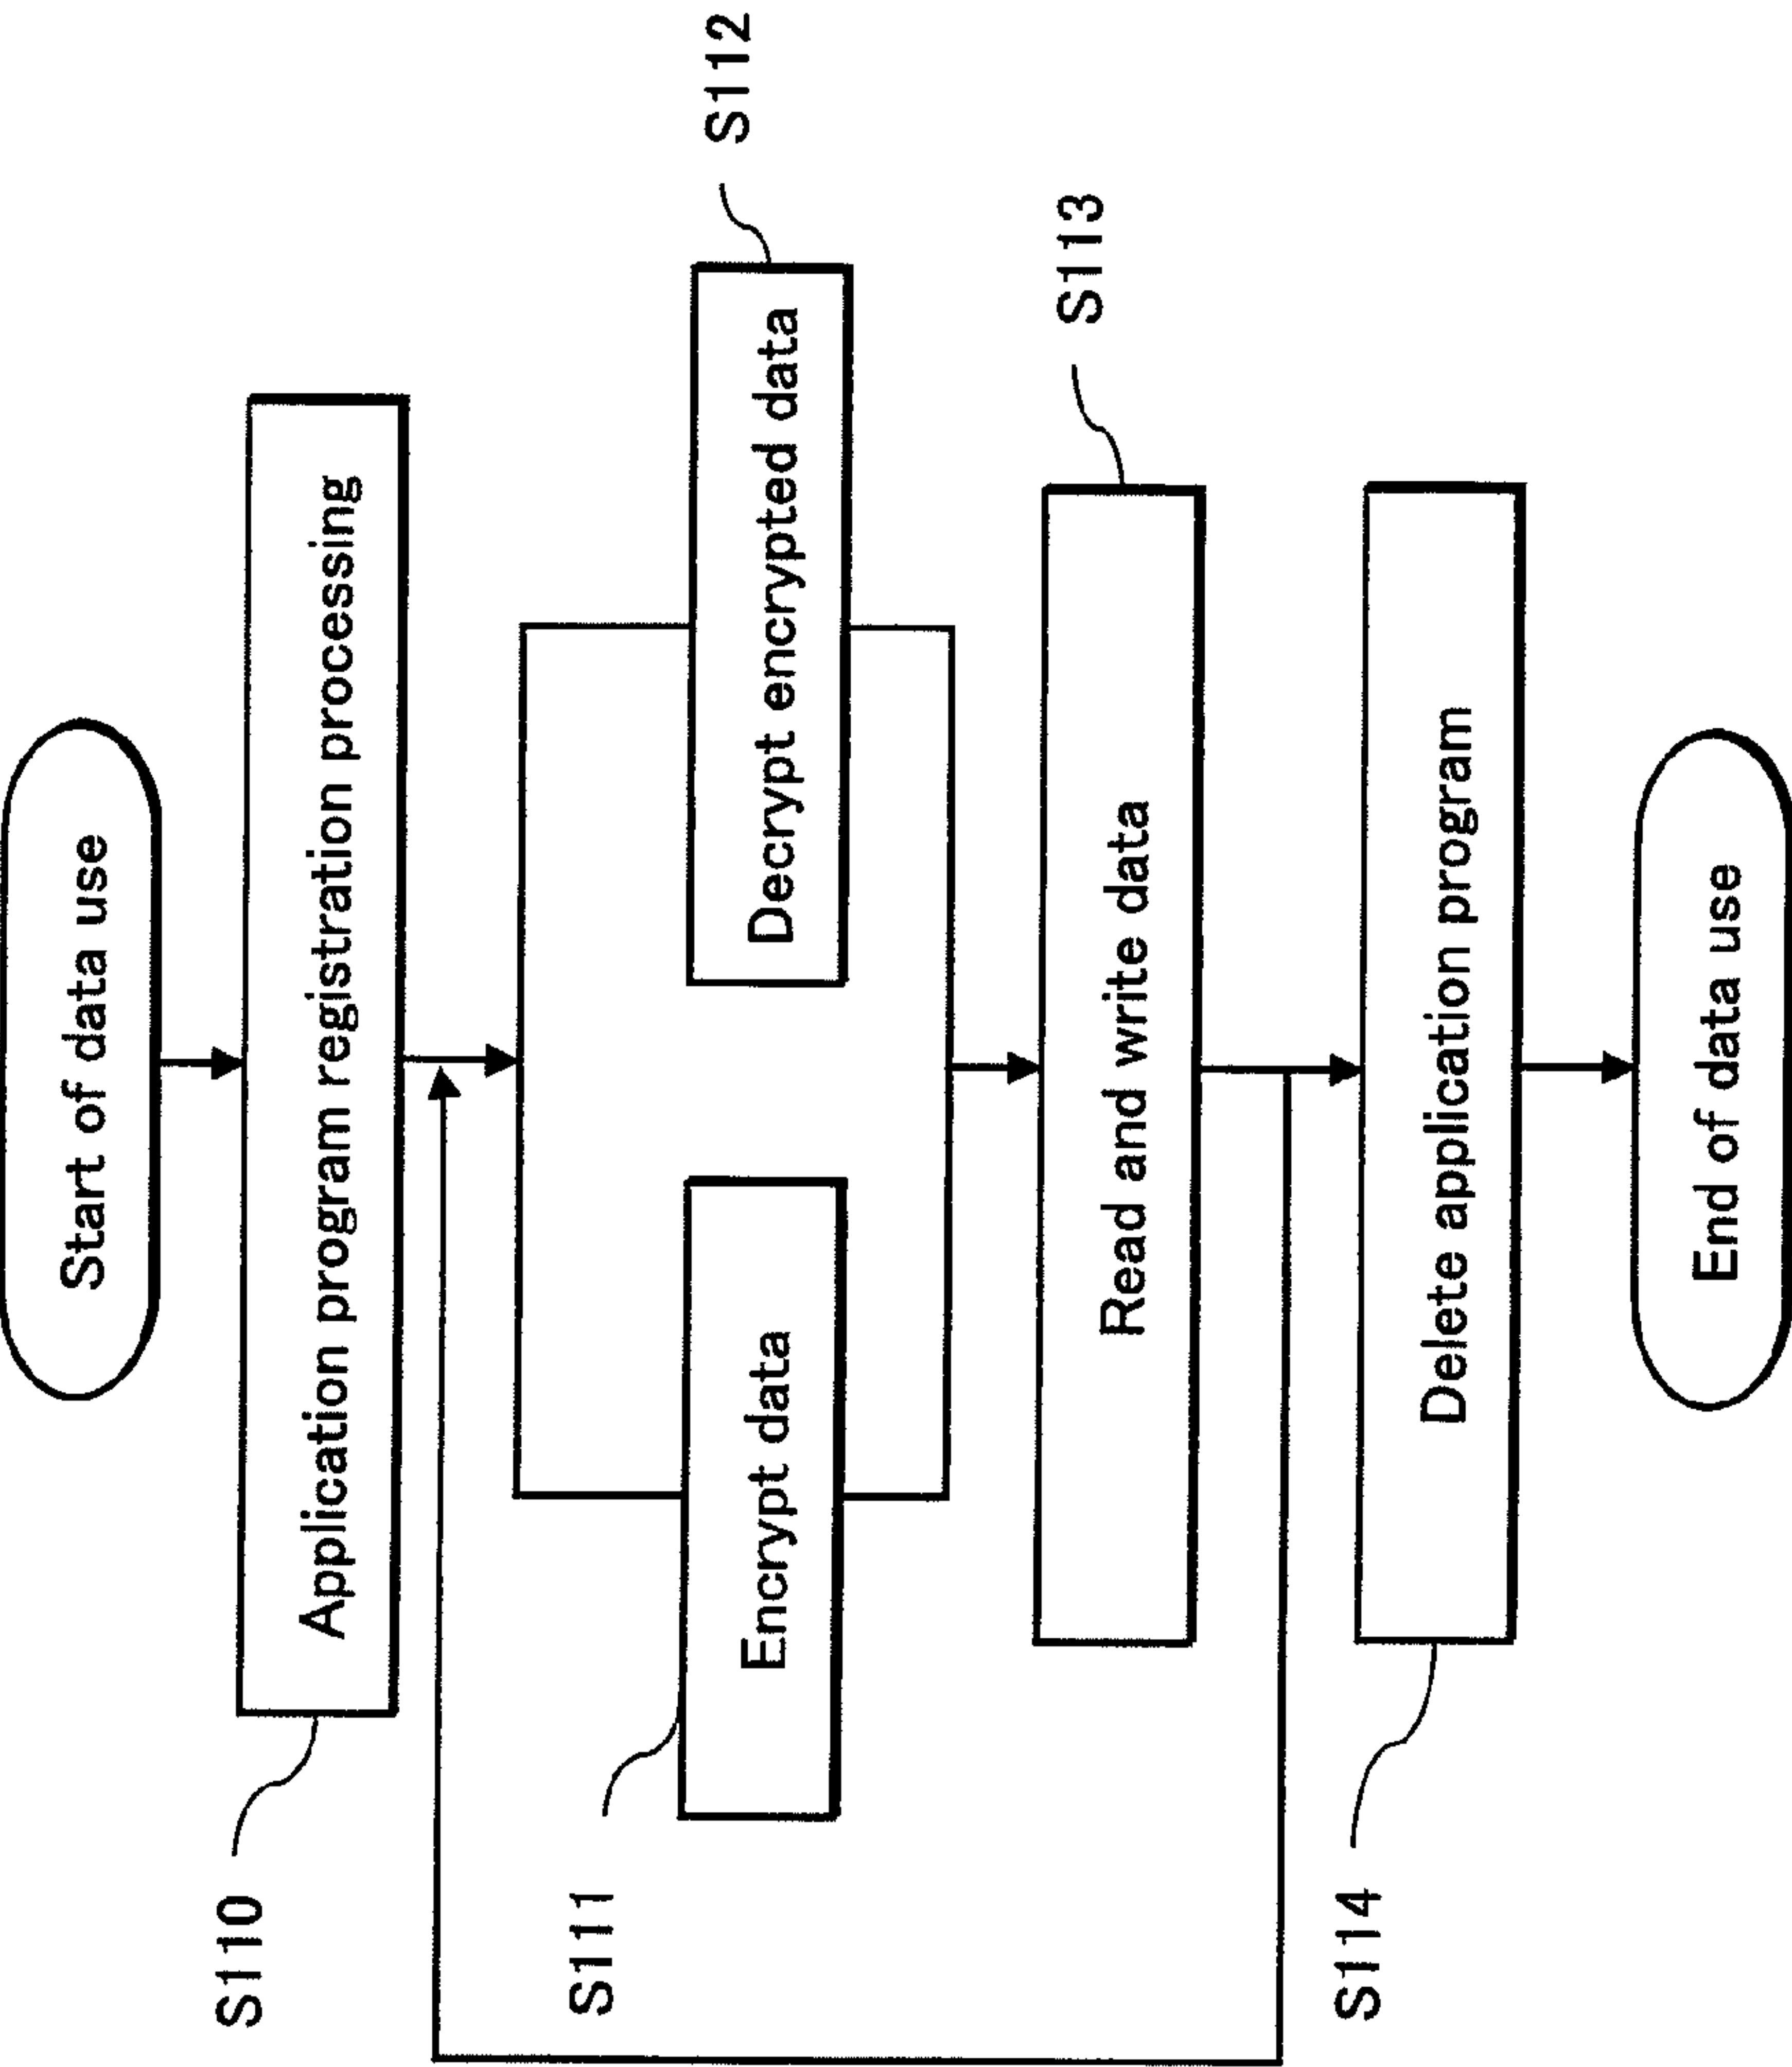 Start of data use
S110
Application program registration processing
S111
Encrypt data
Decrypt encrypted data
S112
Read and write data
S113
S114
Delete application program
End of data use